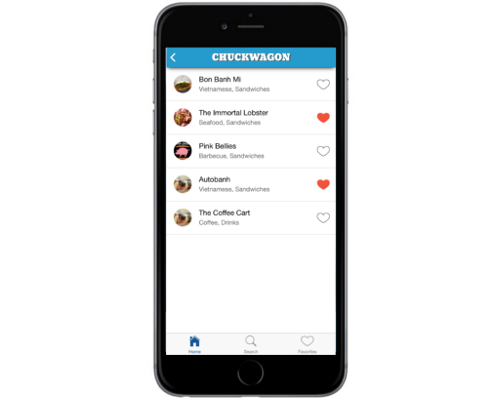 CHUCKWAGON
Bon Banh Mi
Vietnamese, Sandwiches
The Immortal Lobster
Seafood, Sandwiches
Pink Bellies
Barbecue, Sandwiches
Autobanh
Vietnamese, Sandwiches
The Coffee Cart
Coffee, Drinks
Home
Search
Favorites